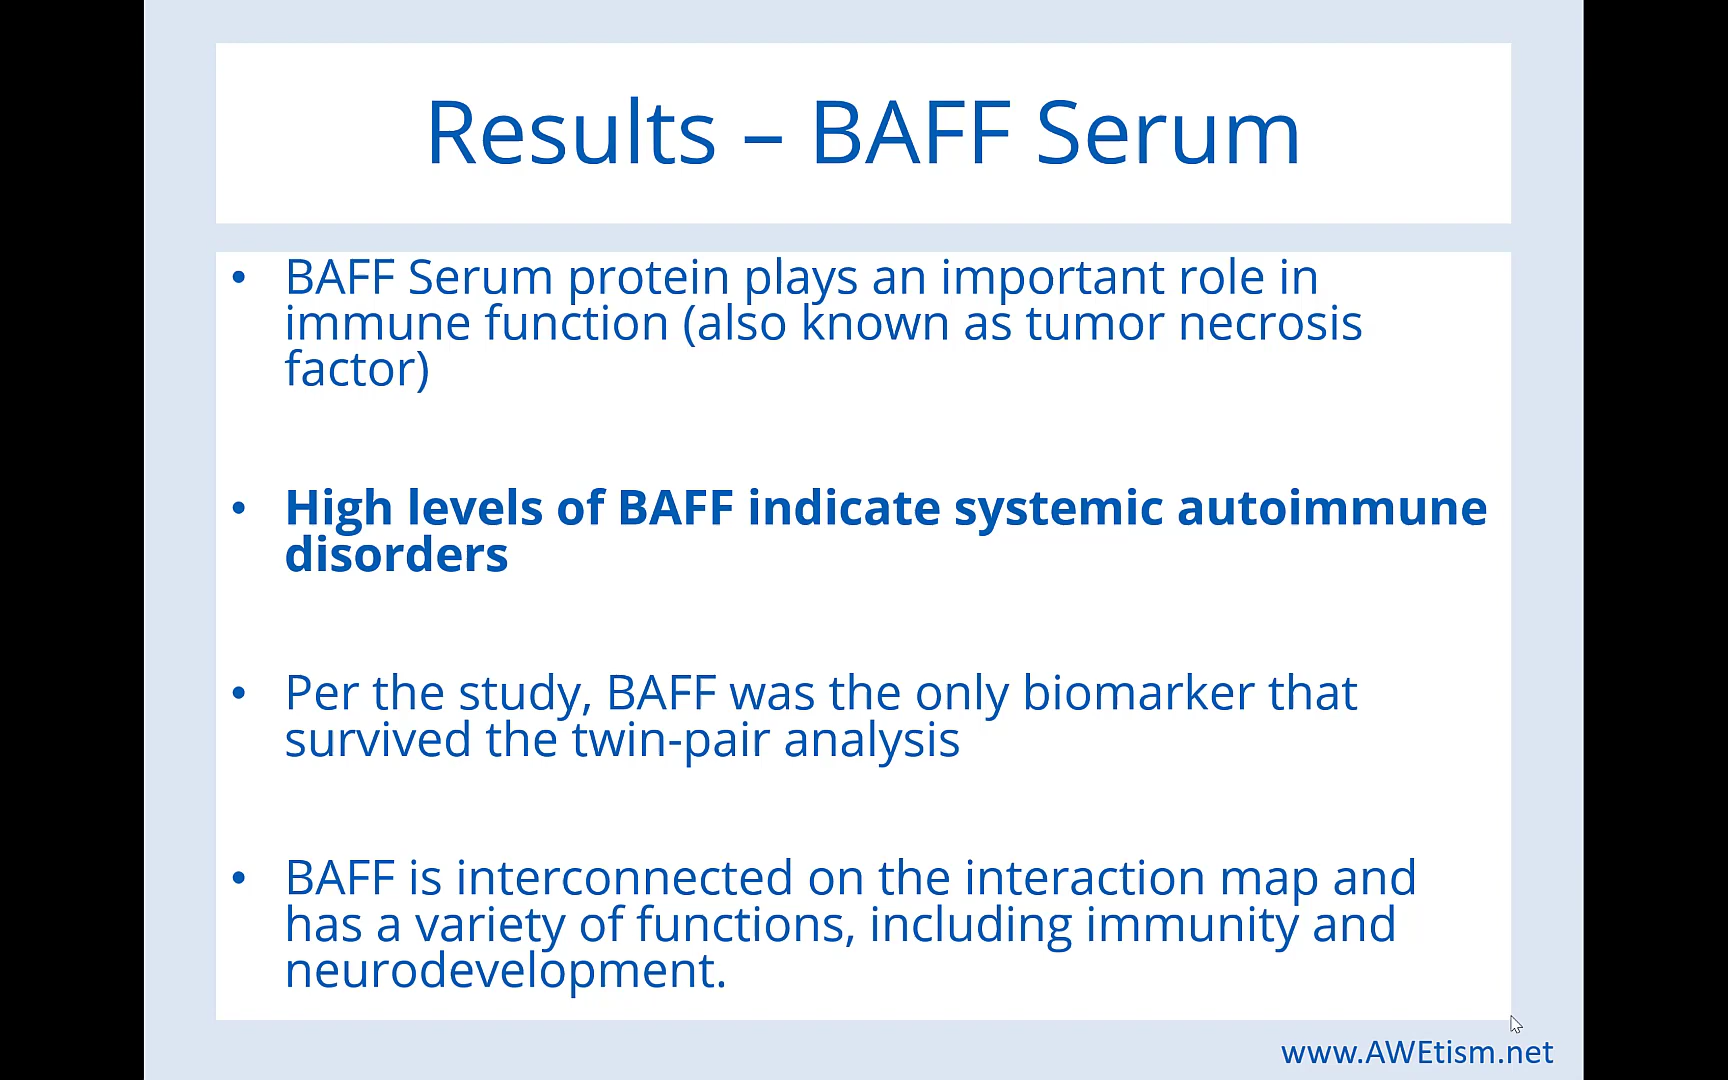 Results – BAFF Serum
• BAFF Serum protein plays an important role in
immune function (also known as tumor necrosis
factor)
• High levels of BAFF indicate systemic autoimmune
disorders
• Per the study, BAFF was the only biomarker that
survived the twin-pair analysis
• BAFF is interconnected on the interaction map and
has a variety of functions, including immunity and
neurodevelopment.
www.AWEtism.net